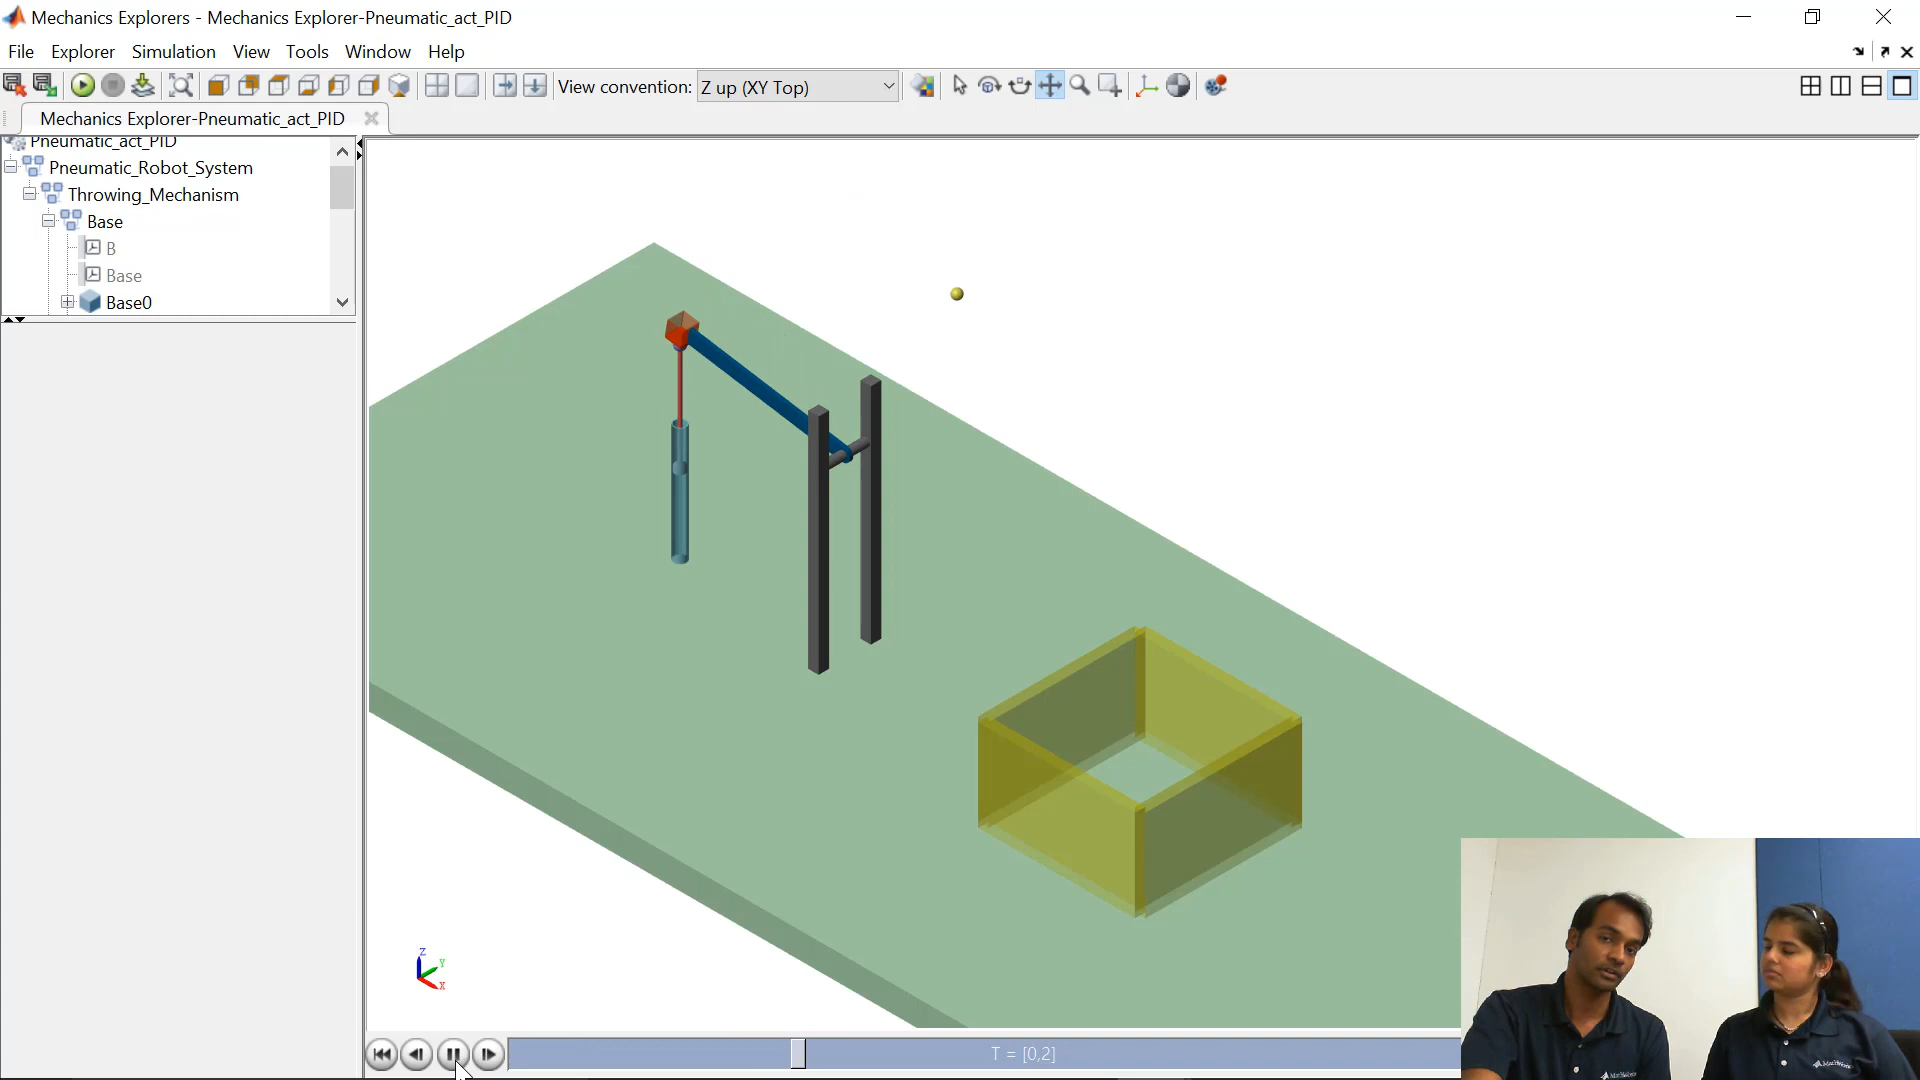 Mechanics Explorers - Mechanics Explorer-Pneumatic_act_PID
File Explorer Simulation View Tools Window Help
View convention: Z up (XY Top)
Mechanics Explorer-Pneumatic_act_PID
Pneumatic_act_PID
Pneumatic_Robot_System
Throwing_Mechanism
Base
B
Base
Base0
Z
Y
X
T = [0,2]
MathWorks